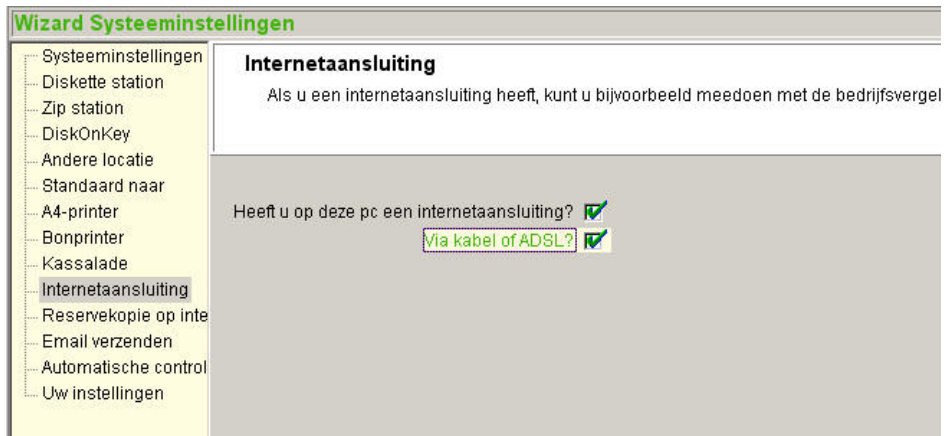 Wizard Systeeminstellingen
Systeeminstellingen
Diskette station
Zip station
DiskOnKey
Andere locatie
Standaard naar
A4-printer
Bonprinter
Kassalade
Internetaansluiting
Reservekopie op inte
Email verzenden
Automatische control
Uw instellingen
Internetaansluiting
Als u een internetaansluiting heeft, kunt u bijvoorbeeld meedoen met de bedrijfsvergel
Heeft u op deze pc een internetaansluiting?
Via kabel of ADSL?